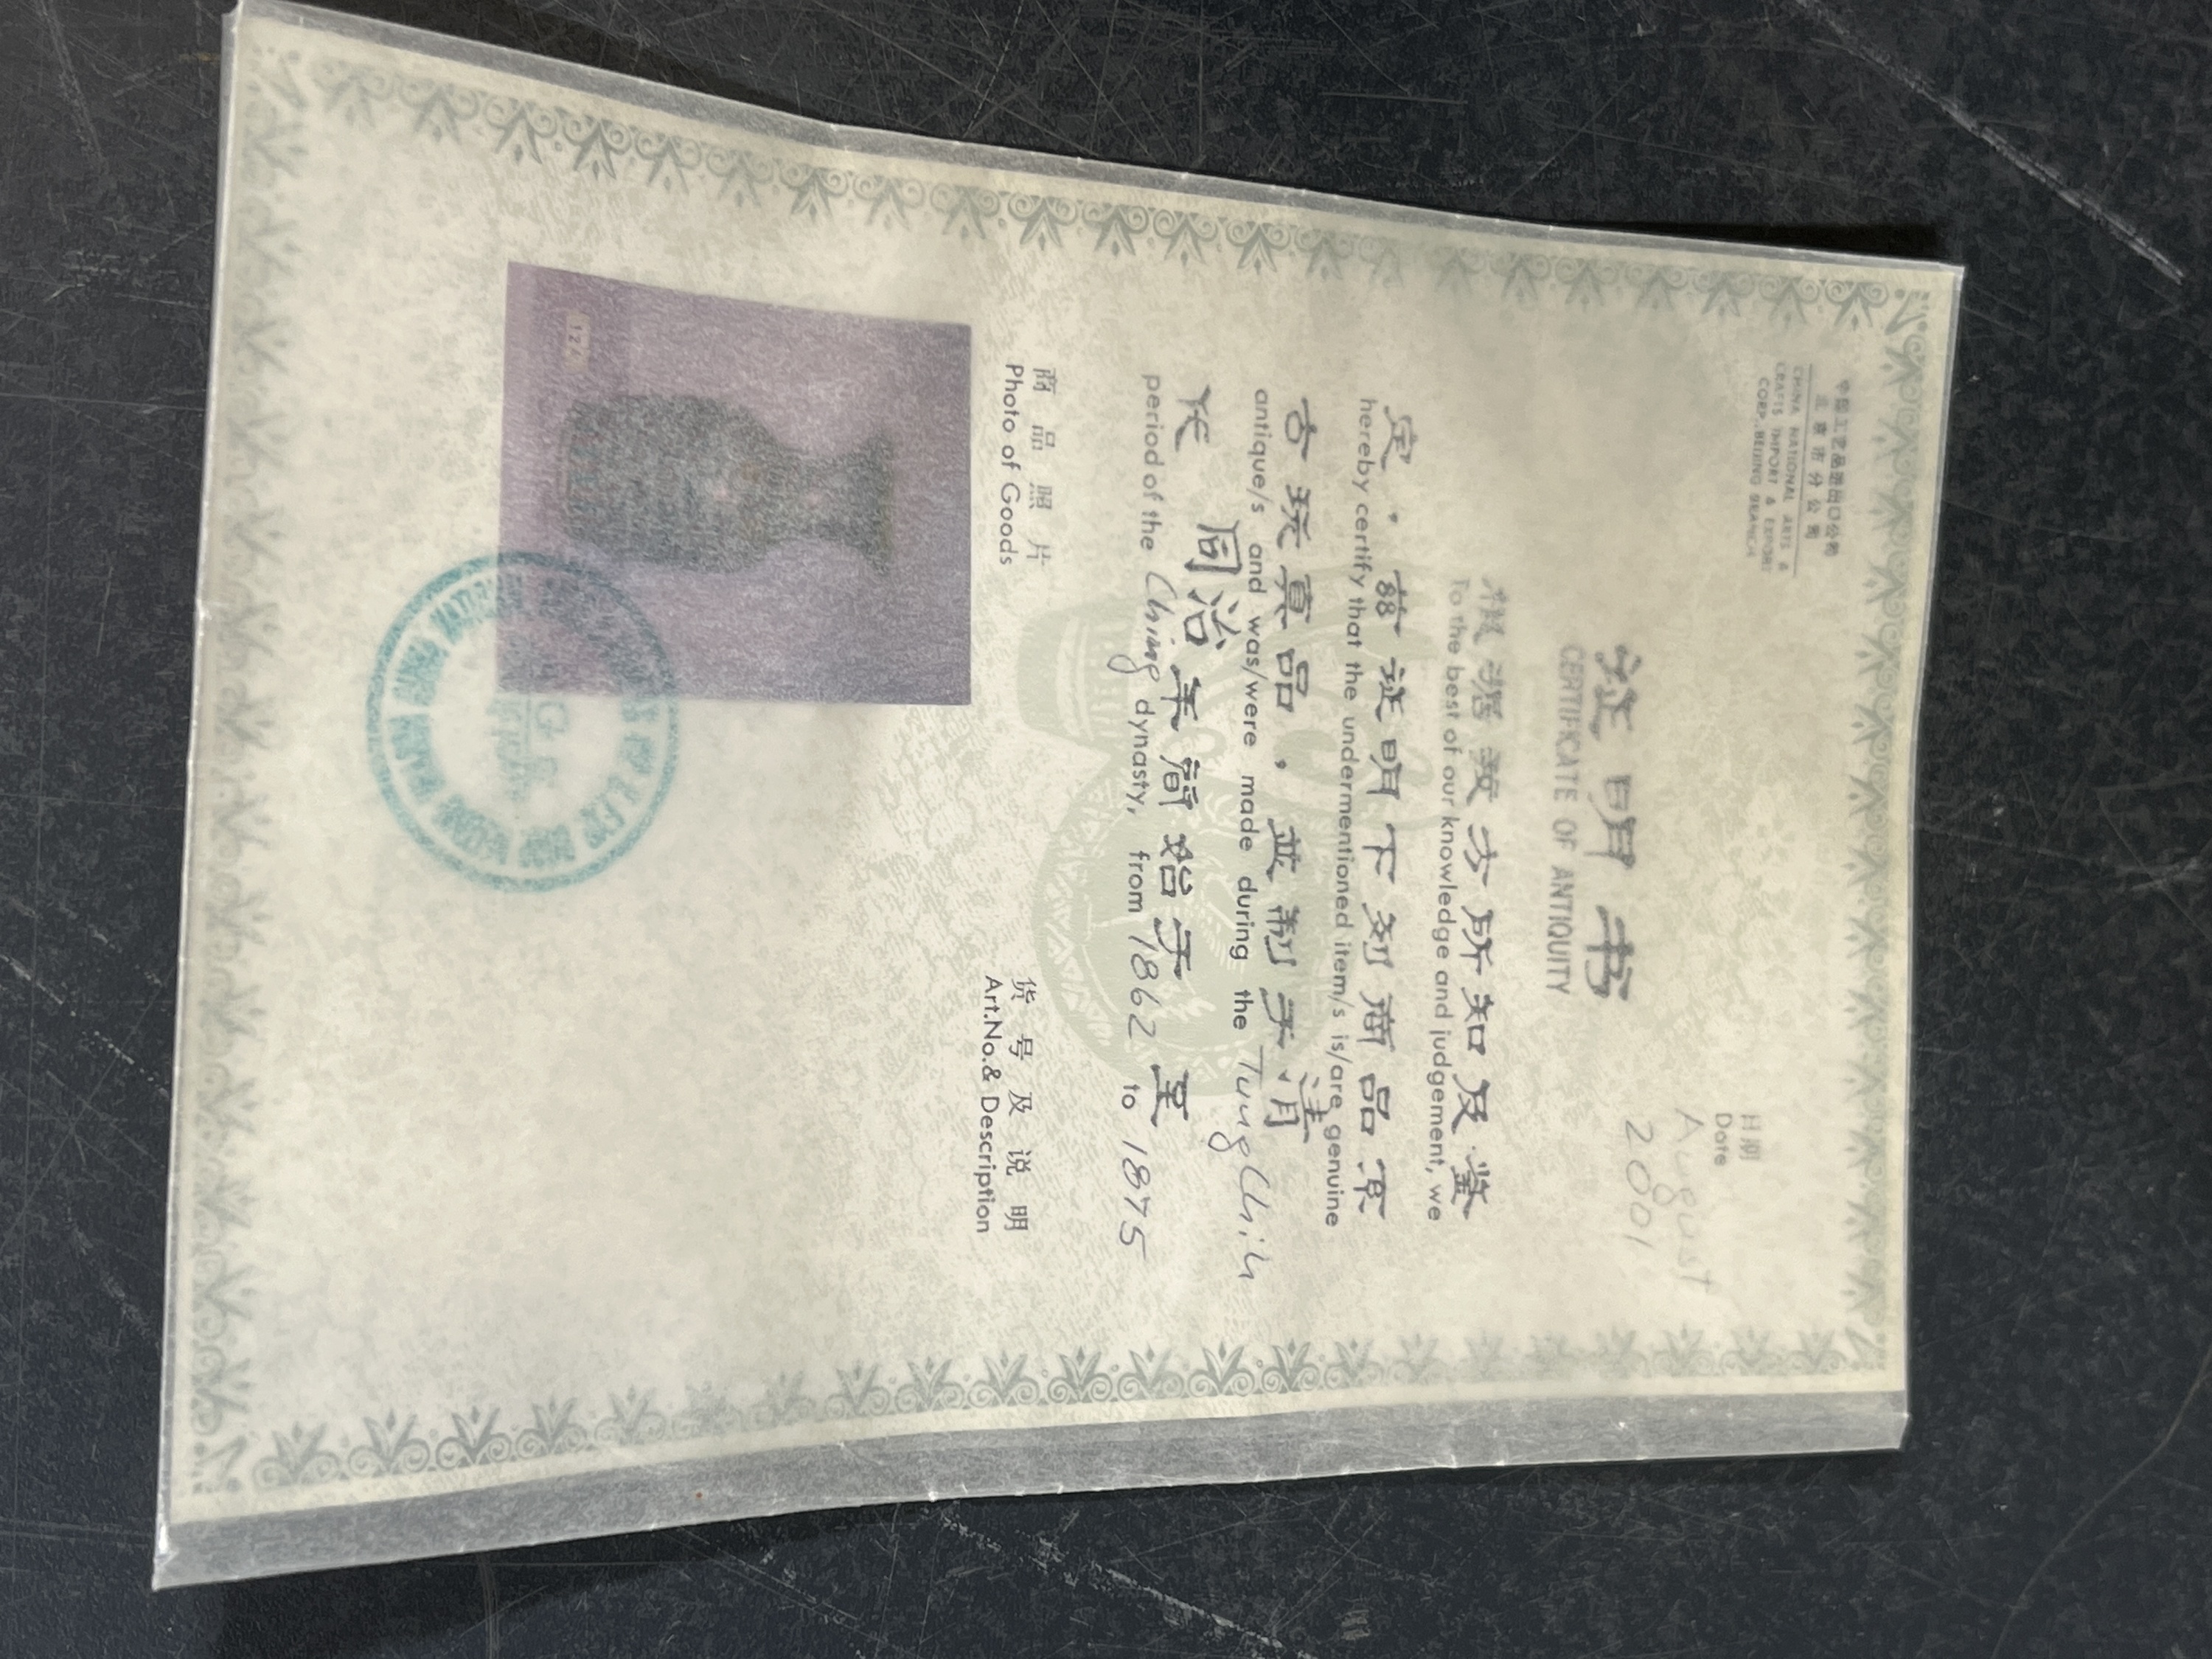 中国工艺品进出口公司
北京市分公司
CHINA NATIONAL ARTS &
CRAFTS IMPORT & EXPORT
CORP., BEIJING BRANCH
日期
Date
August
2001
证明书
CERTIFICATE OF ANTIQUITY
根据我方所知及鉴
To the best of our knowledge and judgement, we
定,兹证明下列商品京
hereby certify that the undermentioned item/s is/are genuine
古玩真品,並制于清
antique/s and was/were made during the Tung Chih
代 同治年间始于 至
period of the Ching dynasty, from 1862 to 1875
商品照片
Photo of Goods
货号及说明
Art.No.& Description